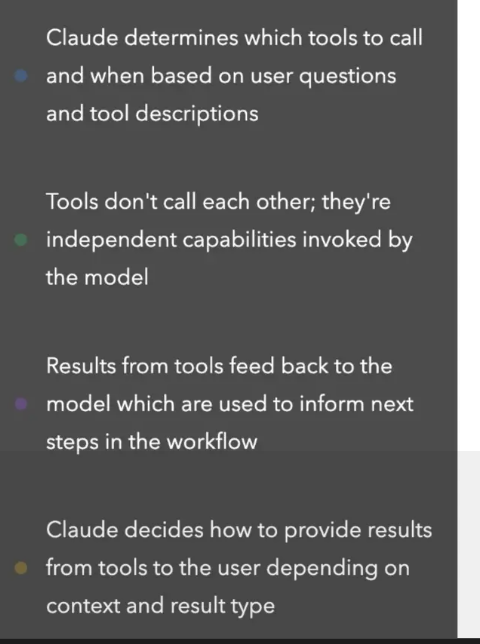 Claude determines which tools to call
and when based on user questions
and tool descriptions
Tools don't call each other; they're
independent capabilities invoked by
the model
Results from tools feed back to the
model which are used to inform next
steps in the workflow
Claude decides how to provide results
from tools to the user depending on
context and result type